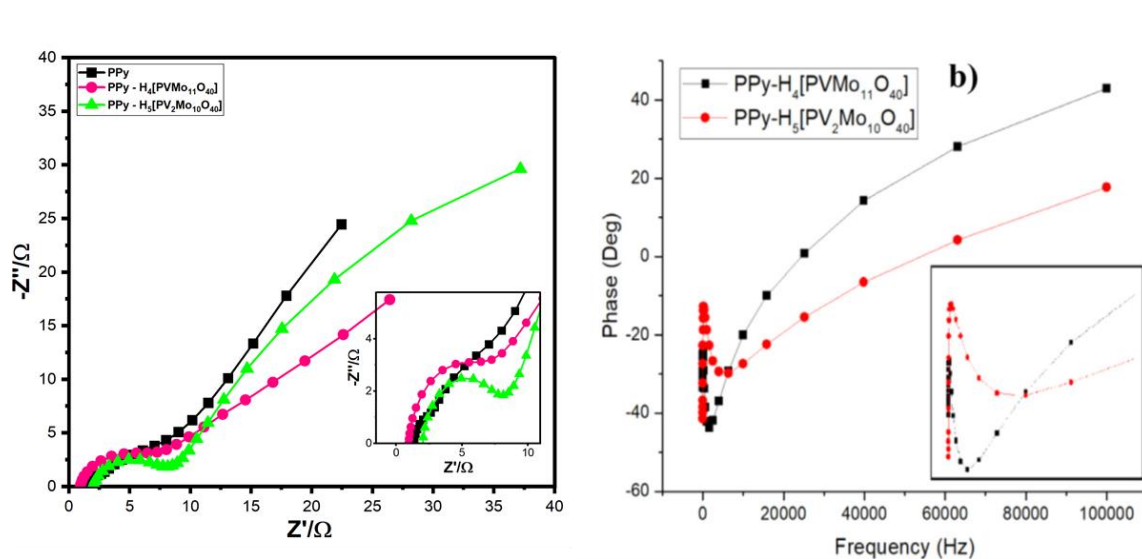 40
35
30
25
20
15
10
5
0
-Z''/Ω
PPy
PPy - H₄[PVMo₁₁O₄₀]
PPy - H₅[PV₂Mo₁₀O₄₀]
0 5 10 15 20 25 30 35 40
Z'/Ω
4
2
0
-Z''/Ω
0 5 10
Z'/Ω
b)
PPy-H₄[PVMo₁₁O₄₀]
PPy-H₅[PV₂Mo₁₀O₄₀]
40
20
0
-20
-40
-60
Phase (Deg)
0 20000 40000 60000 80000 100000
Frequency (Hz)